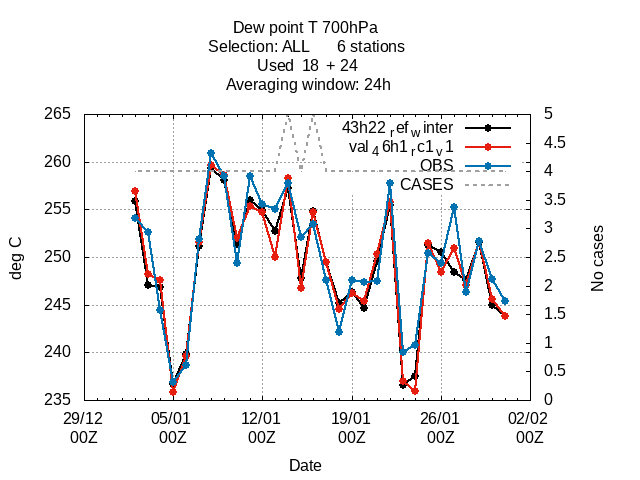 Dew point T 700hPa
Selection: ALL 6 stations
Used 18 + 24
Averaging window: 24h
265 5
43h22refwinter
4.5
val46h1rc1v1
260 OBS 4
CASES
3.5
255
3
deg C 250 2.5 No cases
2
245
1.5
240 1
0.5
235 0
29/12 05/01 12/01 19/01 26/01 02/02
00Z 00Z 00Z 00Z 00Z 00Z
Date